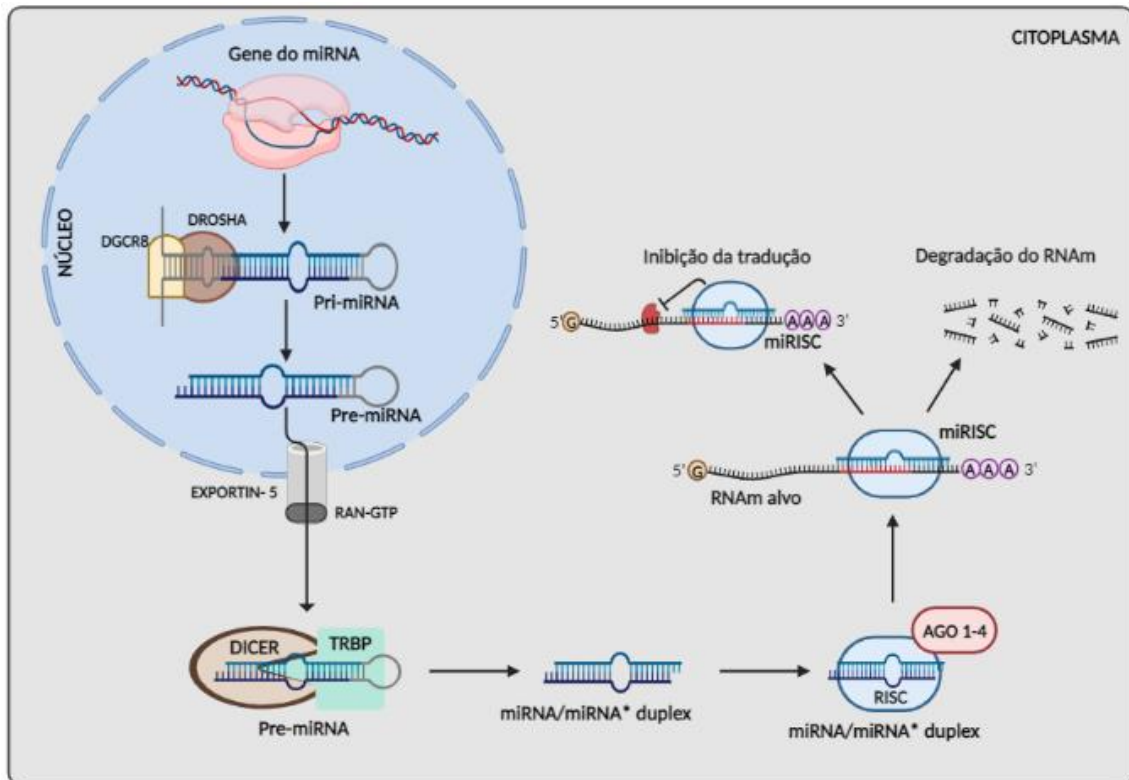 CITOPLASMA
Gene do miRNA
NÚCLEO
DROSHA
DGCR8
Pri-miRNA
Pre-miRNA
EXPORTIN- 5
RAN-GTP
DICER
TRBP
Pre-miRNA
miRNA/miRNA* duplex
AGO 1-4
RISC
miRNA/miRNA* duplex
miRISC
5' G A A A 3'
RNAm alvo
Inibição da tradução
5' G A A A 3'
miRISC
Degradação do RNAm